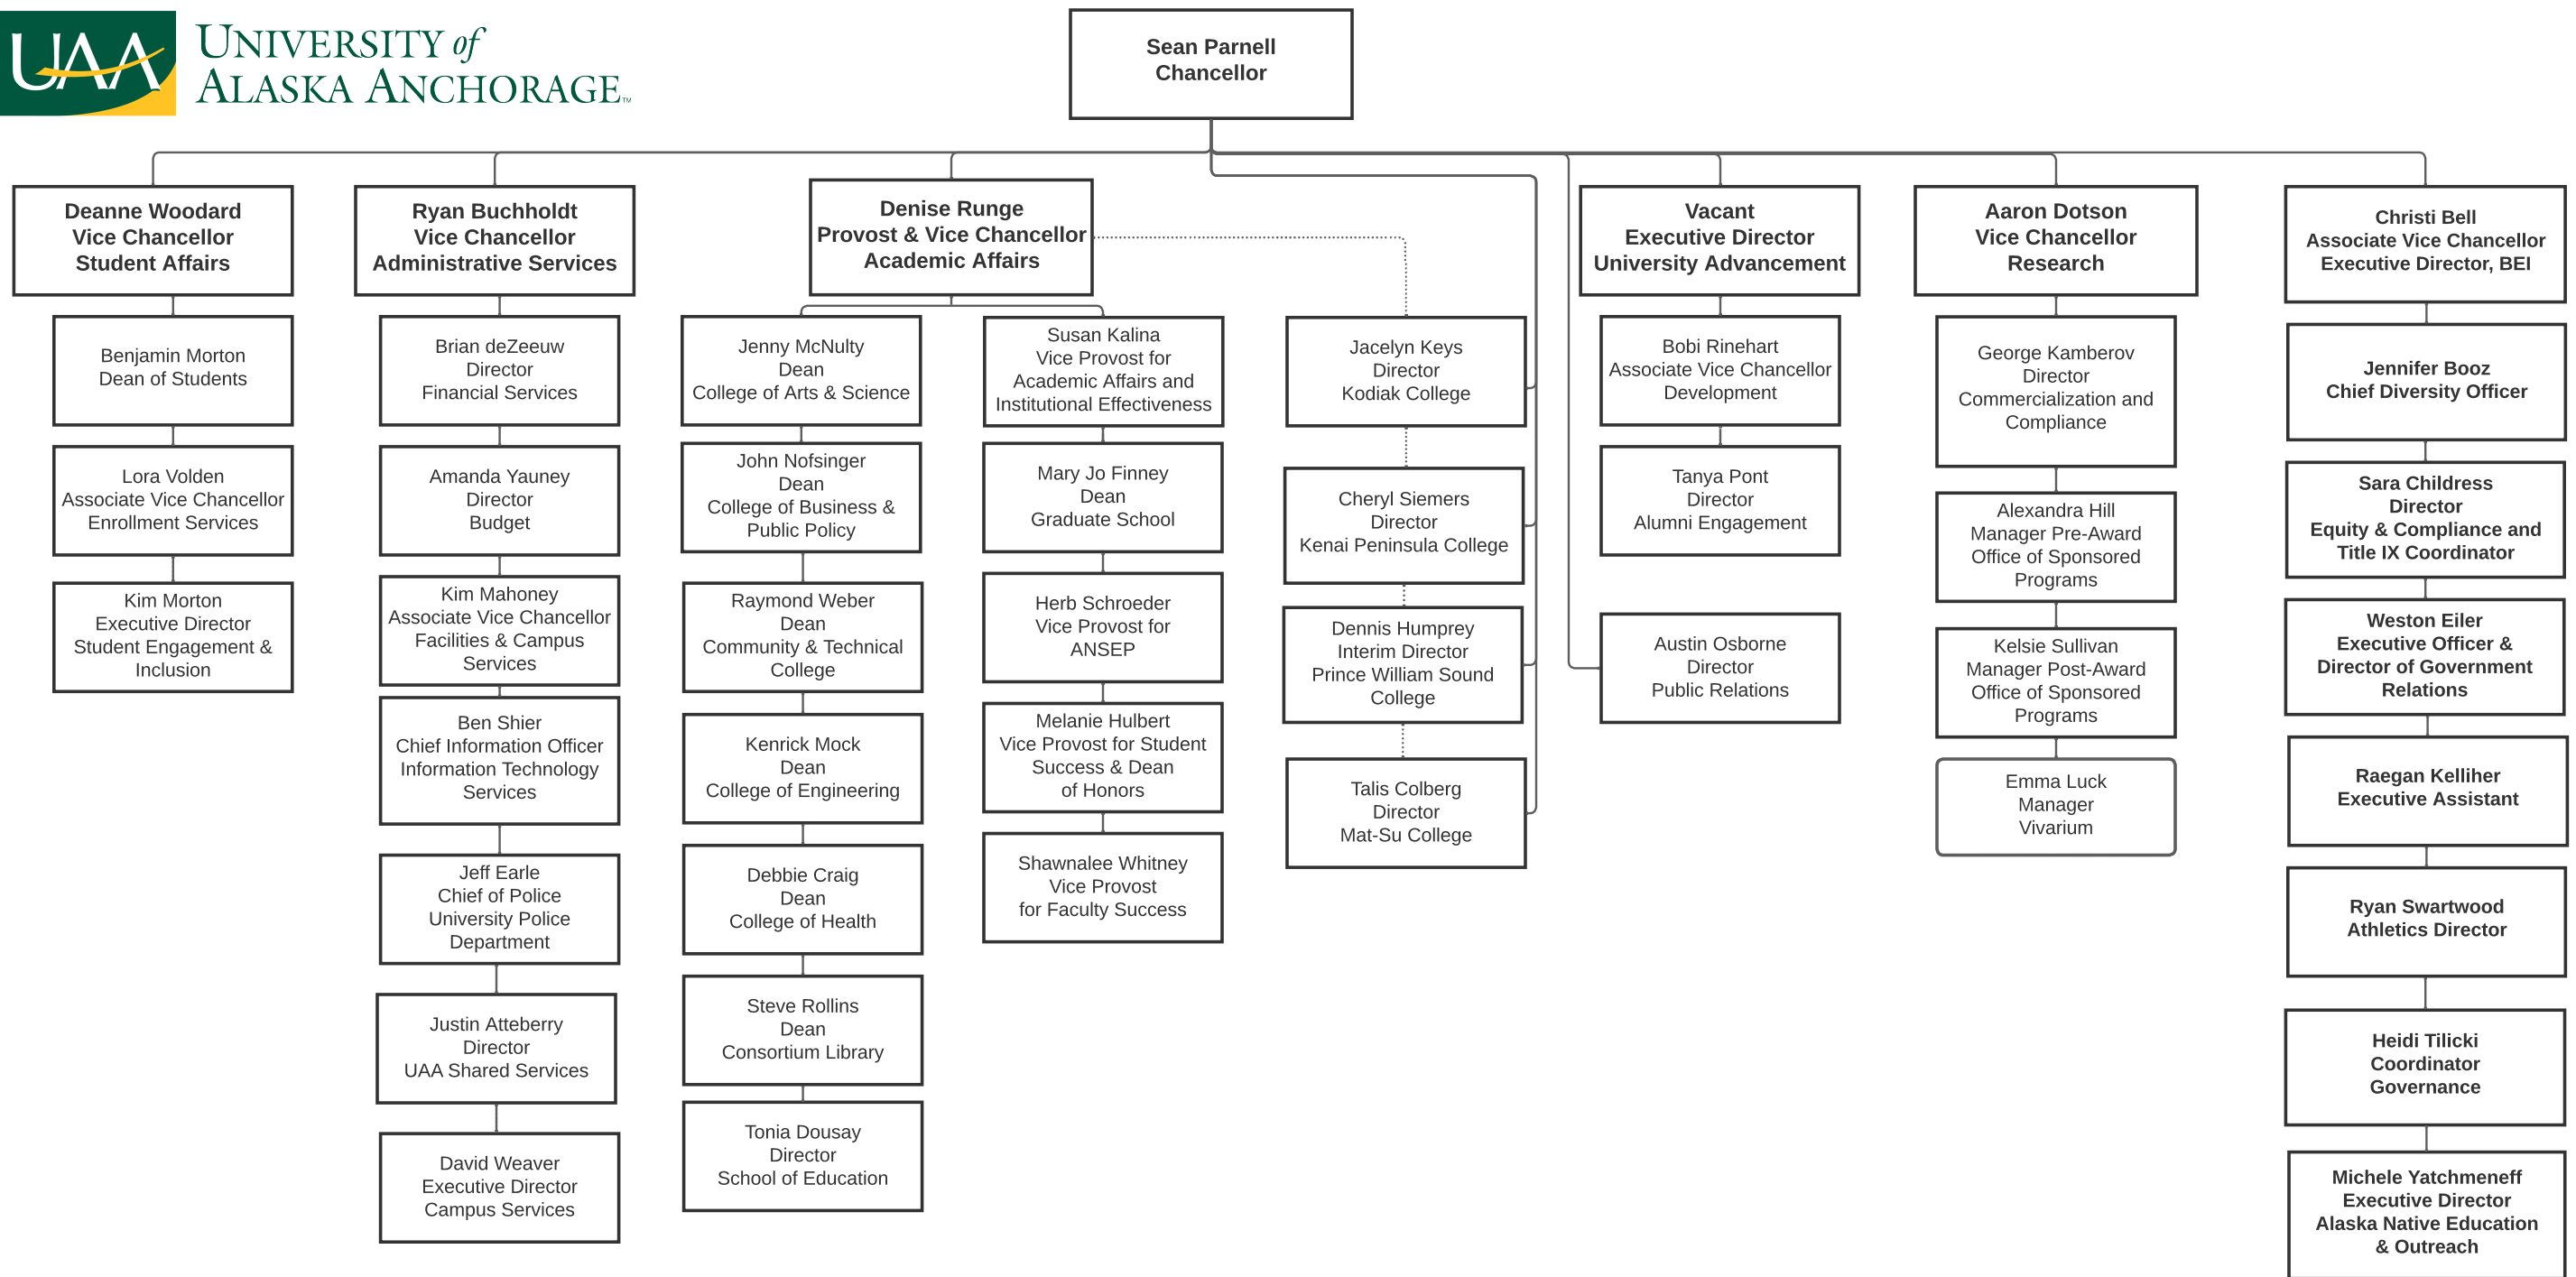 UAA
UNIVERSITY of
ALASKA ANCHORAGE™
Sean Parnell
Chancellor
Deanne Woodard
Vice Chancellor
Student Affairs
Benjamin Morton
Dean of Students
Lora Volden
Associate Vice Chancellor
Enrollment Services
Kim Morton
Executive Director
Student Engagement &
Inclusion
Ryan Buchholdt
Vice Chancellor
Administrative Services
Brian deZeeuw
Director
Financial Services
Amanda Yauney
Director
Budget
Kim Mahoney
Associate Vice Chancellor
Facilities & Campus
Services
Ben Shier
Chief Information Officer
Information Technology
Services
Jeff Earle
Chief of Police
University Police
Department
Justin Atteberry
Director
UAA Shared Services
David Weaver
Executive Director
Campus Services
Denise Runge
Provost & Vice Chancellor
Academic Affairs
Jenny McNulty
Dean
College of Arts & Science
John Nofsinger
Dean
College of Business &
Public Policy
Raymond Weber
Dean
Community & Technical
College
Kenrick Mock
Dean
College of Engineering
Debbie Craig
Dean
College of Health
Steve Rollins
Dean
Consortium Library
Tonia Dousay
Director
School of Education
Susan Kalina
Vice Provost for
Academic Affairs and
Institutional Effectiveness
Mary Jo Finney
Dean
Graduate School
Herb Schroeder
Vice Provost for
ANSEP
Melanie Hulbert
Vice Provost for Student
Success & Dean
of Honors
Shawnalee Whitney
Vice Provost
for Faculty Success
Jacelyn Keys
Director
Kodiak College
Cheryl Siemers
Director
Kenai Peninsula College
Dennis Humprey
Interim Director
Prince William Sound
College
Talis Colberg
Director
Mat-Su College
Vacant
Executive Director
University Advancement
Bobi Rinehart
Associate Vice Chancellor
Development
Tanya Pont
Director
Alumni Engagement
Austin Osborne
Director
Public Relations
Aaron Dotson
Vice Chancellor
Research
George Kamberov
Director
Commercialization and
Compliance
Alexandra Hill
Manager Pre-Award
Office of Sponsored
Programs
Kelsie Sullivan
Manager Post-Award
Office of Sponsored
Programs
Emma Luck
Manager
Vivarium
Christi Bell
Associate Vice Chancellor
Executive Director, BEI
Jennifer Booz
Chief Diversity Officer
Sara Childress
Director
Equity & Compliance and
Title IX Coordinator
Weston Eiler
Executive Officer &
Director of Government
Relations
Raegan Kelliher
Executive Assistant
Ryan Swartwood
Athletics Director
Heidi Tilicki
Coordinator
Governance
Michele Yatchmeneff
Executive Director
Alaska Native Education
& Outreach